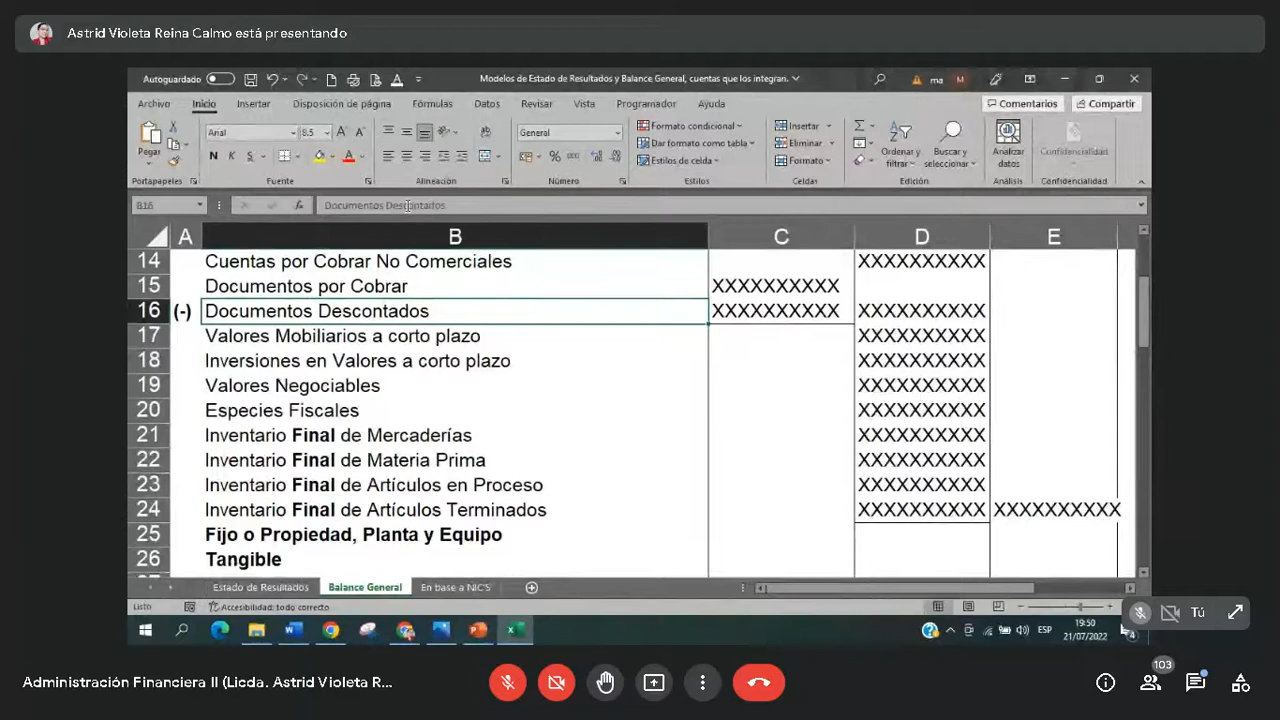 Astrid Violeta Reina Calmo está presentando
Autoguardado
Modelos de Estado de Resultados y Balance General, cuentas que los integran.
ma M
Archivo Inicio Insertar Disposición de página Fórmulas Datos Revisar Vista Programador Ayuda Comentarios Compartir
Pegar
Arial 8.5
N K S
General
% 000
Formato condicional
Dar formato como tabla
Estilos de celda
Insertar
Eliminar
Formato
Ordenar y filtrar
Buscar y seleccionar
Analizar datos
Confidencialidad
Portapapeles Fuente Alineación Número Estilos Celdas Edición Análisis Confidencialidad
B16 fx Documentos Descontados
A B C D E
14 Cuentas por Cobrar No Comerciales XXXXXXXXXX
15 Documentos por Cobrar XXXXXXXXXX
16 (-) Documentos Descontados XXXXXXXXXX XXXXXXXXXX
17 Valores Mobiliarios a corto plazo XXXXXXXXXX
18 Inversiones en Valores a corto plazo XXXXXXXXXX
19 Valores Negociables XXXXXXXXXX
20 Especies Fiscales XXXXXXXXXX
21 Inventario Final de Mercaderías XXXXXXXXXX
22 Inventario Final de Materia Prima XXXXXXXXXX
23 Inventario Final de Artículos en Proceso XXXXXXXXXX
24 Inventario Final de Artículos Terminados XXXXXXXXXX XXXXXXXXXX
25 Fijo o Propiedad, Planta y Equipo
26 Tangible
Estado de Resultados Balance General En base a NIC'S
Listo Accesibilidad: todo correcto
Tú
ESP
19:50
21/07/2022
4
Administración Financiera II (Licda. Astrid Violeta R...
103